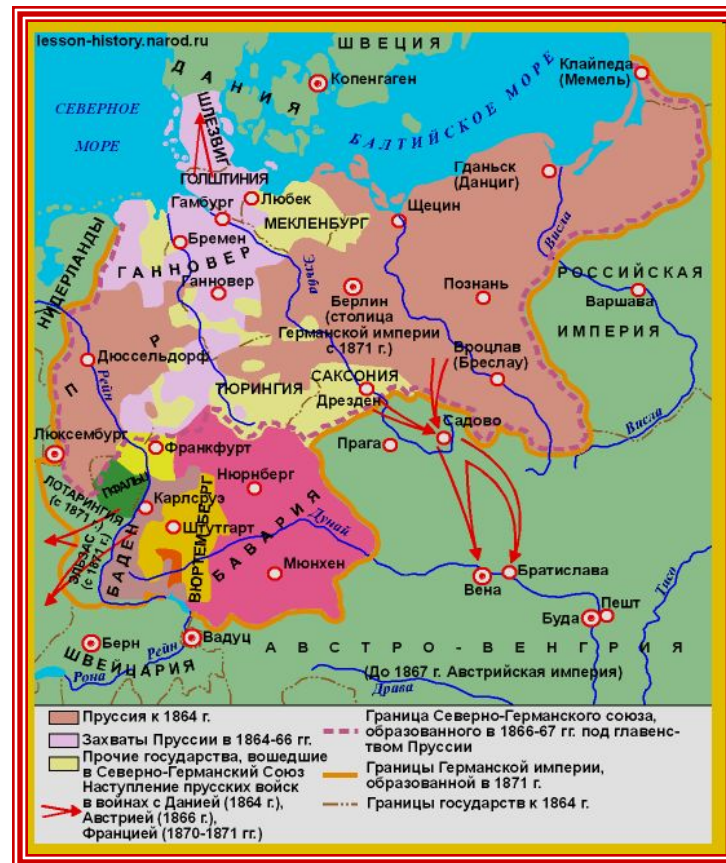 lesson-history.narod.ru
ШВЕЦИЯ
ДАНИЯ
Копенгаген
Клайпеда
(Мемель)
СЕВЕРНОЕ
МОРЕ
БАЛТИЙСКОЕ МОРЕ
ШЛЕЗВИГ
ГОЛШТИНИЯ
Гданьск
(Данциг)
Любек
Гамбург
МЕКЛЕНБУРГ
Щецин
Висла
Бремен
НИДЕРЛАНДЫ
ГАННОВЕР
Ганновер
Эльба
Берлин
(столица
Германской империи
с 1871 г.)
Познань
РОССИЙСКАЯ
Варшава
ИМПЕРИЯ
П Р
Дюссельдорф
Рейн
Вроцлав
(Бреслау)
ТЮРИНГИЯ
САКСОНИЯ
Дрезден
Садово
Висла
Прага
Люксембург
Франкфурт
ПФАЛЬЦ
Нюрнберг
ЛОТАРИНГИЯ
(с 1871 г.)
Карлсруэ
ЭЛЬЗАС
(с 1871 г.)
БАДЕН
Штутгарт
ВЮРТЕМБЕРГ
БАВАРИЯ
Дунай
Мюнхен
Вена
Братислава
Буда
Пешт
Тисо
Берн
Рейн
Вадуц
ШВЕЙЦАРИЯ
Рона
АВСТРО-ВЕНГРИЯ
(До 1867 г. Австрийская империя)
Драва
Пруссия к 1864 г.
Захваты Пруссии в 1864-66 гг.
Прочие государства, вошедшие
в Северно-Германский Союз
Наступление прусских войск
в войнах с Данией (1864 г.),
Австрией (1866 г.),
Францией (1870-1871 гг.)
Граница Северно-Германского союза,
образованного в 1866-67 гг. под главенс-
твом Пруссии
Границы Германской империи,
образованной в 1871 г.
Границы государств к 1864 г.